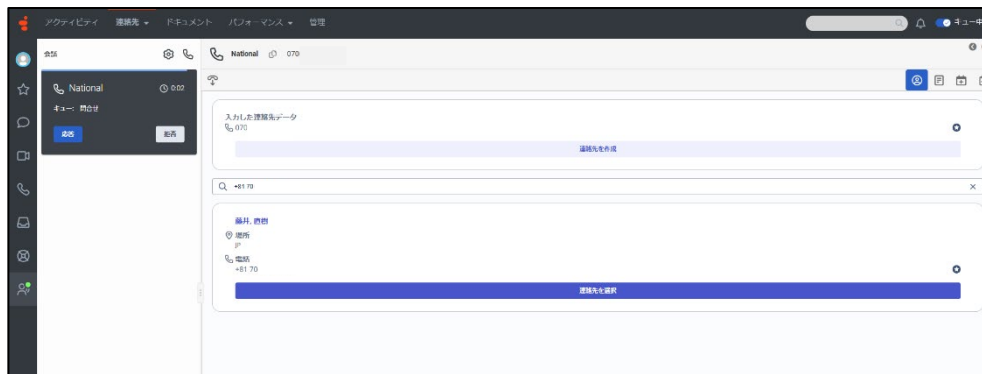 アクティビティ 連絡先 ドキュメント パフォーマンス 管理 キュー中
会話 National 070
National 0:02
キュー: 問合せ
応答 拒否
入力した連絡先データ
070
連絡先を作成
+81 70
藤井, 直樹
場所
JP
電話
+81 70
連絡先を選択